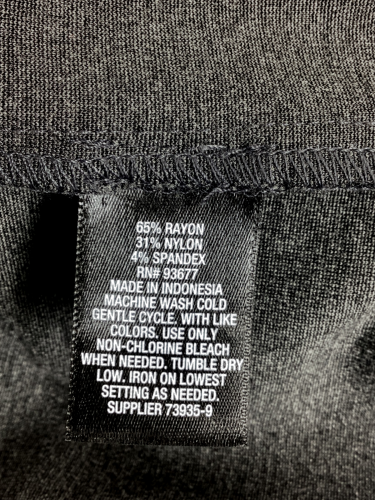 65% RAYON
31% NYLON
4% SPANDEX
RN# 93677
MADE IN INDONESIA
MACHINE WASH COLD
GENTLE CYCLE. WITH LIKE
COLORS. USE ONLY
NON-CHLORINE BLEACH
WHEN NEEDED. TUMBLE DRY
LOW. IRON ON LOWEST
SETTING AS NEEDED.
SUPPLIER 73935-9